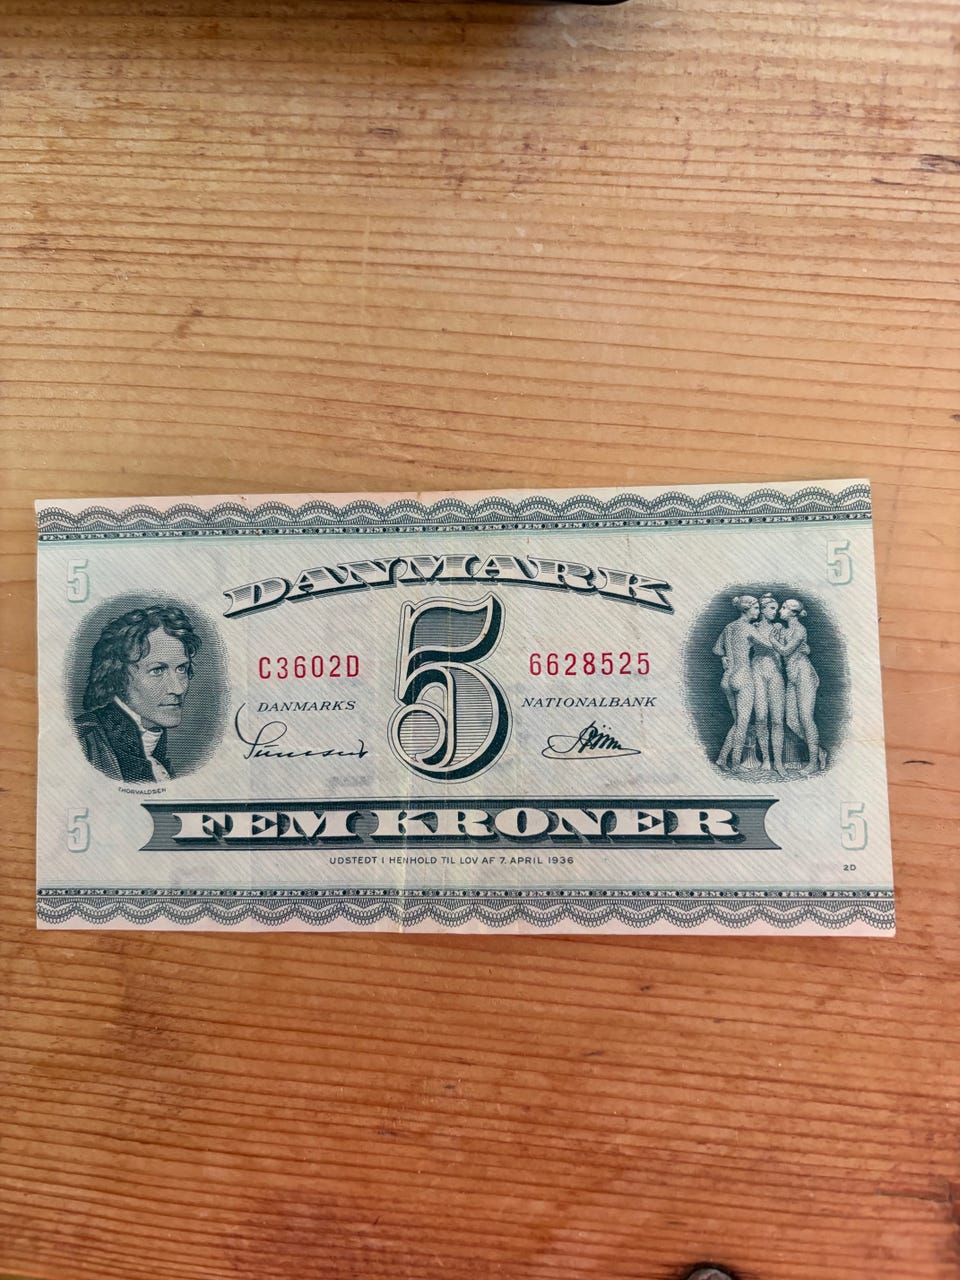 5 5
DANMARK
5
C3602D 6628525
DANMARKS NATIONALBANK
THORVALDSEN
5 5
FEM KRONER
UDSTEDT I HENHOLD TIL LOV AF 7. APRIL 1936
2D